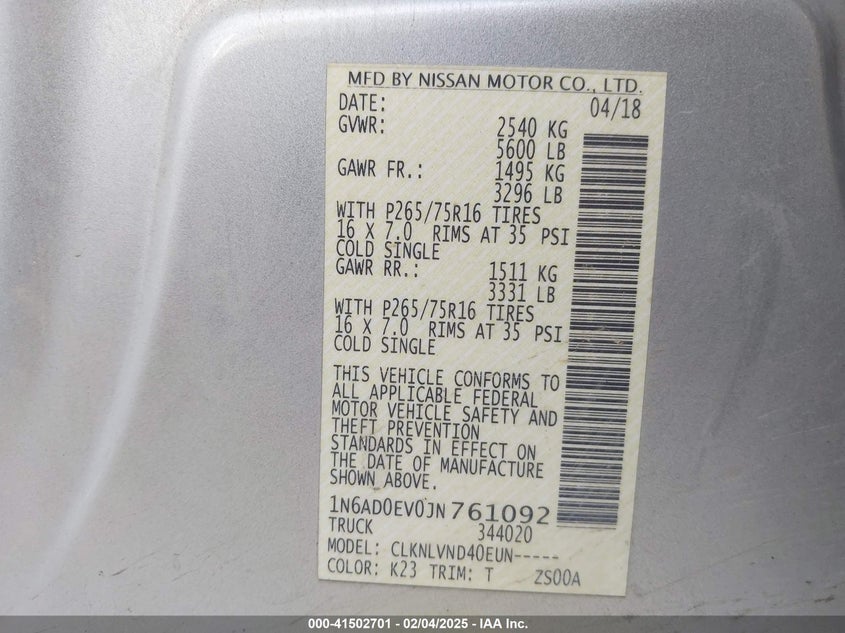 MFD BY NISSAN MOTOR CO., LTD.
DATE: 04/18
GVWR: 2540 KG
5600 LB
GAWR FR.: 1495 KG
3296 LB
WITH P265/75R16 TIRES
16 X 7.0 RIMS AT 35 PSI
COLD SINGLE
GAWR RR.: 1511 KG
3331 LB
WITH P265/75R16 TIRES
16 X 7.0 RIMS AT 35 PSI
COLD SINGLE
THIS VEHICLE CONFORMS TO
ALL APPLICABLE FEDERAL
MOTOR VEHICLE SAFETY AND
THEFT PREVENTION
STANDARDS IN EFFECT ON
THE DATE OF MANUFACTURE
SHOWN ABOVE.
1N6AD0EV0JN761092
TRUCK 344020
MODEL: CLKNLVND40EUN-----
COLOR: K23 TRIM: T ZS00A
000-41502701 - 02/04/2025 - IAA Inc.